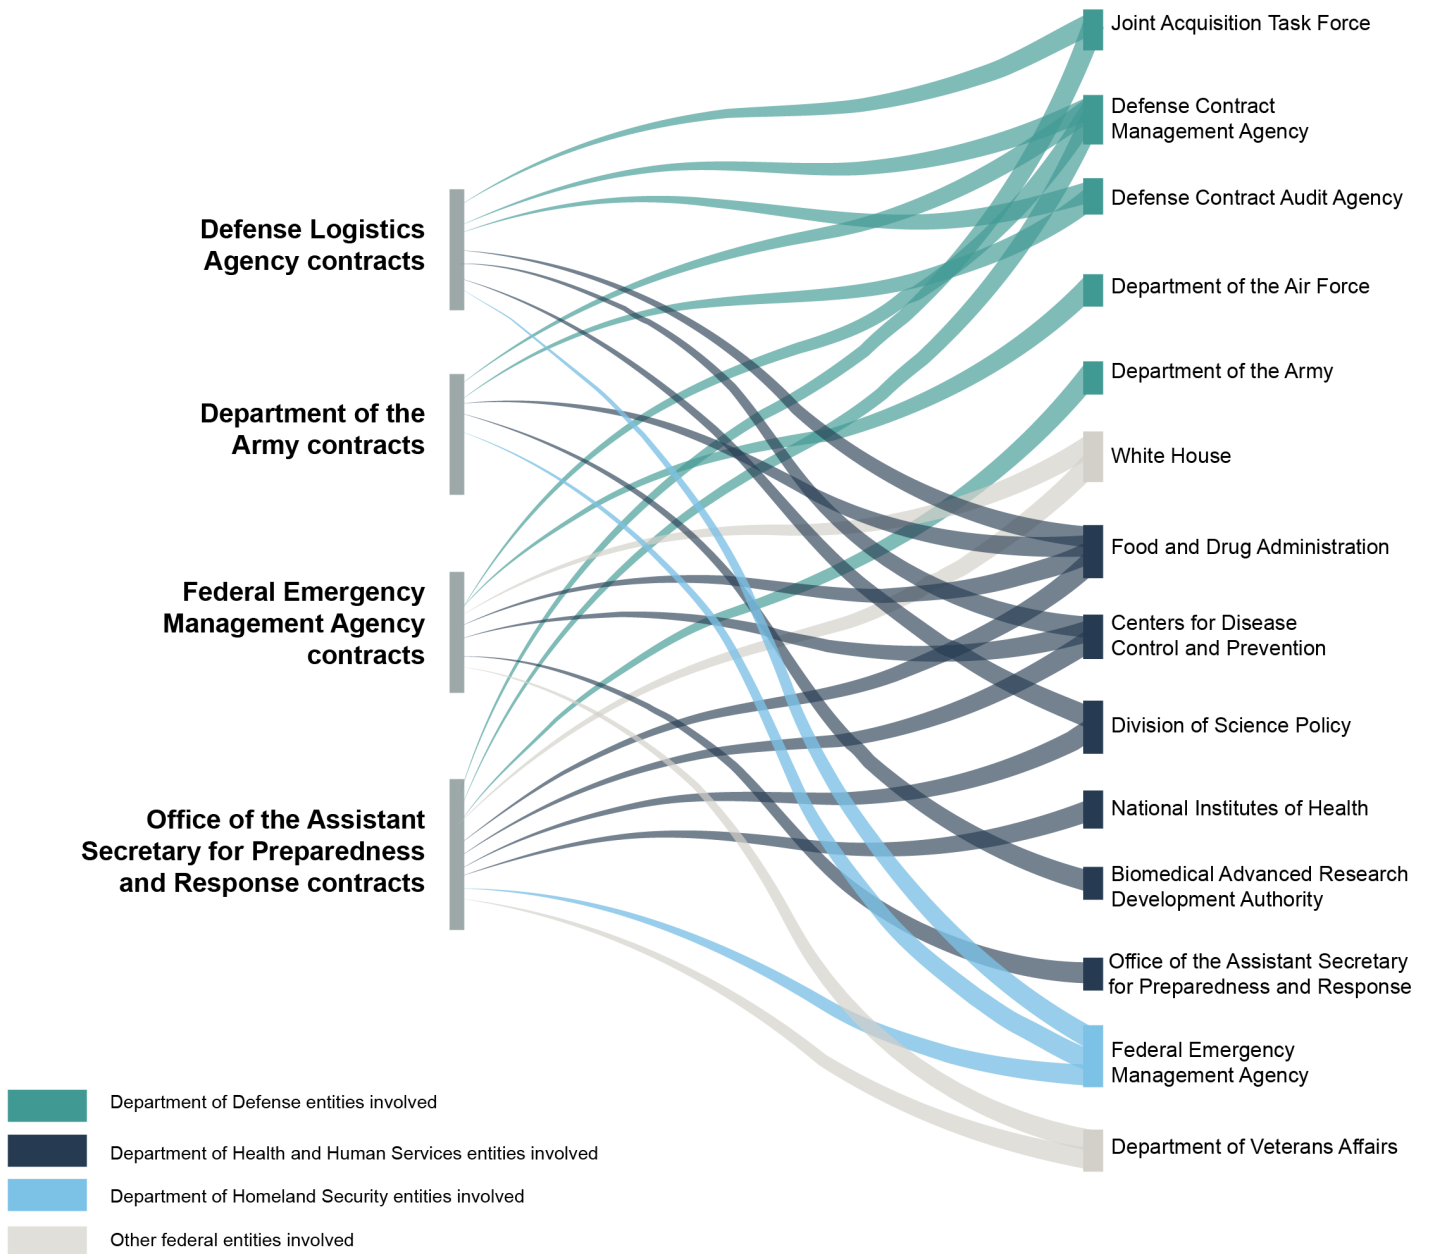 Defense Logistics
Agency contracts
Department of the
Army contracts
Federal Emergency
Management Agency
contracts
Office of the Assistant
Secretary for Preparedness
and Response contracts
Joint Acquisition Task Force
Defense Contract
Management Agency
Defense Contract Audit Agency
Department of the Air Force
Department of the Army
White House
Food and Drug Administration
Centers for Disease
Control and Prevention
Division of Science Policy
National Institutes of Health
Biomedical Advanced Research
Development Authority
Office of the Assistant Secretary
for Preparedness and Response
Federal Emergency
Management Agency
Department of Veterans Affairs
Department of Defense entities involved
Department of Health and Human Services entities involved
Department of Homeland Security entities involved
Other federal entities involved